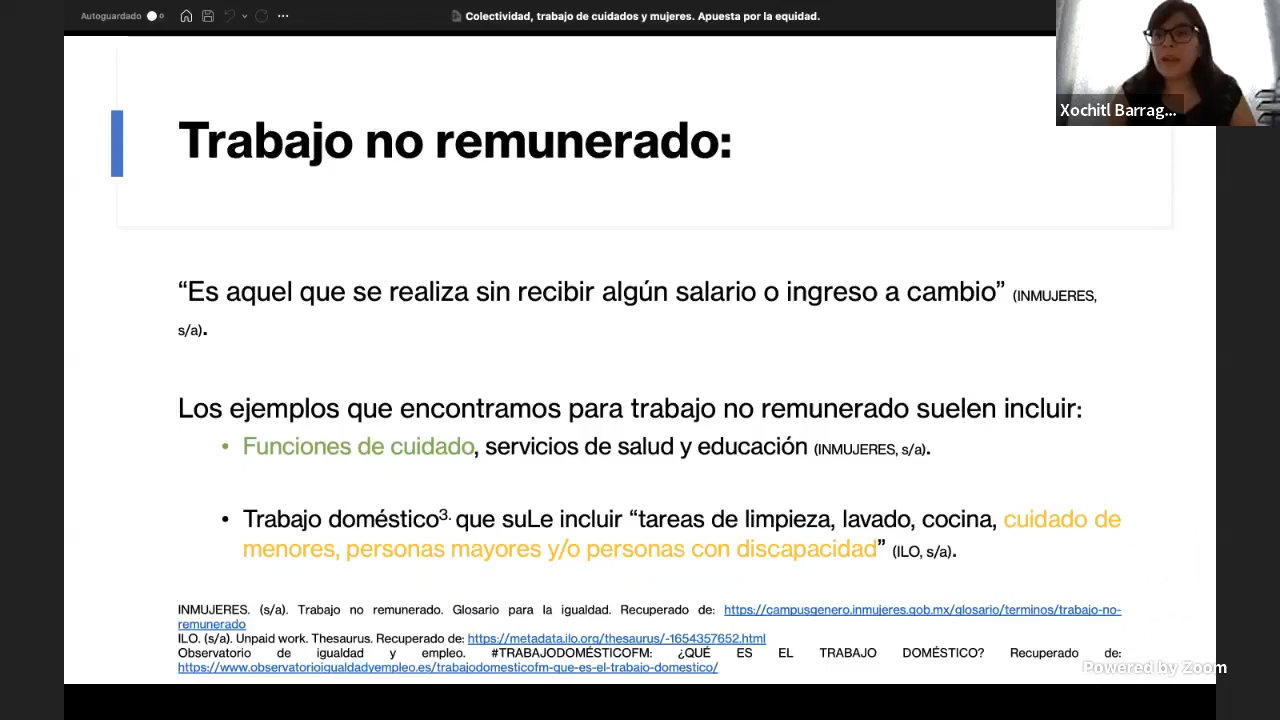 Autoguardado
Colectividad, trabajo de cuidados y mujeres. Apuesta por la equidad.
Xochitl Barrag...
Trabajo no remunerado:
“Es aquel que se realiza sin recibir algún salario o ingreso a cambio” (INMUJERES,
s/a).
Los ejemplos que encontramos para trabajo no remunerado suelen incluir:
• Funciones de cuidado, servicios de salud y educación (INMUJERES, s/a).
• Trabajo doméstico3. que suLe incluir “tareas de limpieza, lavado, cocina, cuidado de
menores, personas mayores y/o personas con discapacidad” (ILO, s/a).
INMUJERES. (s/a). Trabajo no remunerado. Glosario para la igualdad. Recuperado de: https://campusgenero.inmujeres.gob.mx/glosario/terminos/trabajo-no-
remunerado
ILO. (s/a). Unpaid work. Thesaurus. Recuperado de: https://metadata.ilo.org/thesaurus/-1654357652.html
Observatorio de igualdad y empleo. #TRABAJODOMÉSTICOFM: ¿QUÉ ES EL TRABAJO DOMÉSTICO? Recuperado de:
https://www.observatorioigualdadyempleo.es/trabajodomesticofm-que-es-el-trabajo-domestico/
Powered by Zoom